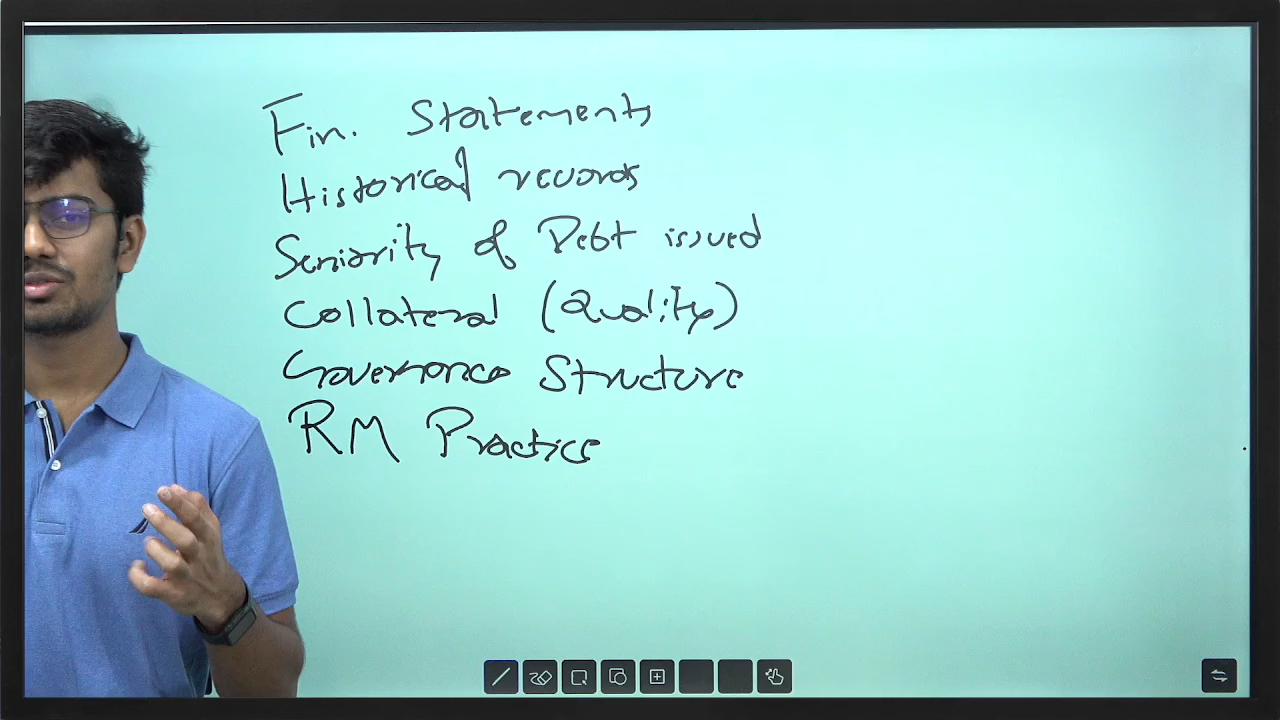 Fin. Statements
Historical records
Seniority of Debt issued
Collateral (Quality)
Governance Structure
RM Practice